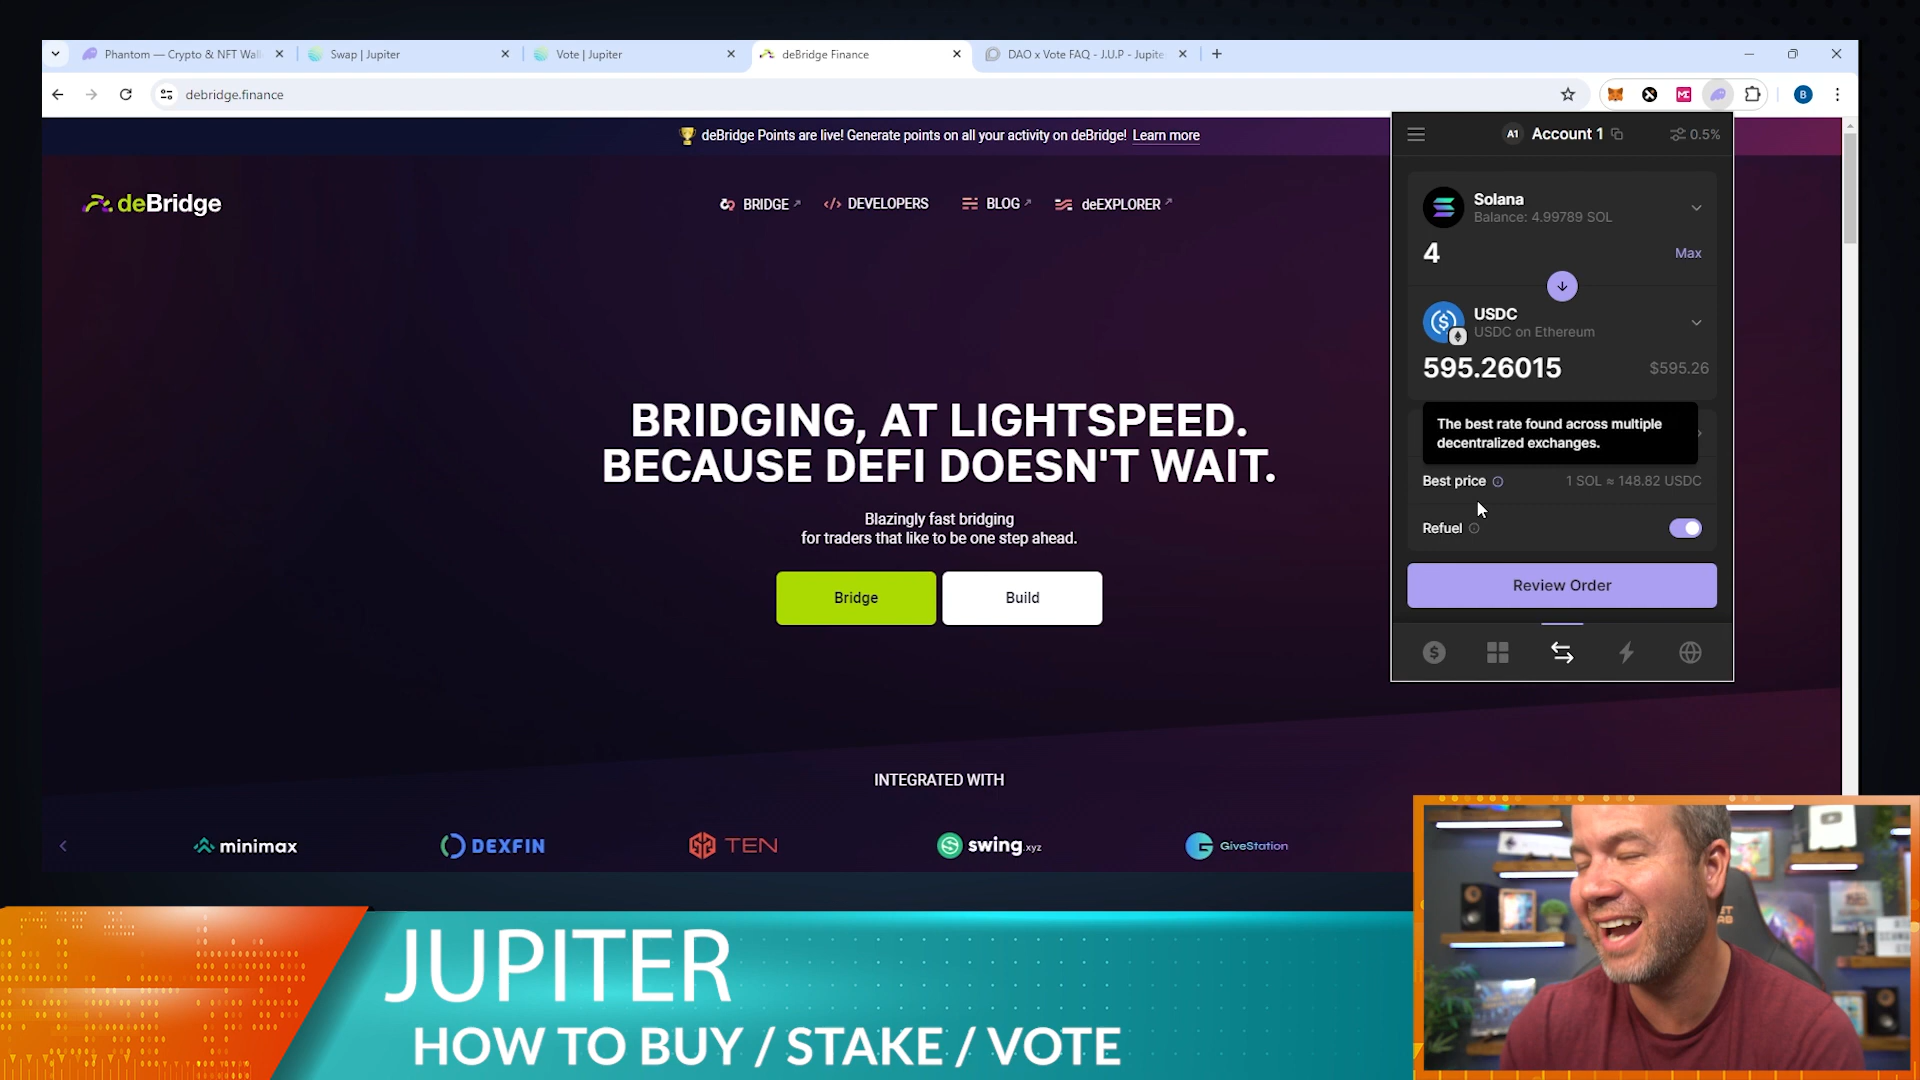 Phantom — Crypto & NFT Wall
Swap | Jupiter
Vote | Jupiter
deBridge Finance
DAO x Vote FAQ - J.U.P - Jupite
debridge.finance
B
deBridge Points are live! Generate points on all your activity on deBridge! Learn more
deBridge
BRIDGE
</> DEVELOPERS
BLOG
deEXPLORER
BRIDGING, AT LIGHTSPEED.
BECAUSE DEFI DOESN'T WAIT.
Blazingly fast bridging
for traders that like to be one step ahead.
Bridge
Build
INTEGRATED WITH
minimax
DEXFIN
TEN
swing.xyz
GiveStation
A1 Account 1
0.5%
Solana
Balance: 4.99789 SOL
4
Max
USDC
USDC on Ethereum
595.26015
$595.26
The best rate found across multiple
decentralized exchanges.
Best price
1 SOL ≈ 148.82 USDC
Refuel
Review Order
JUPITER
HOW TO BUY / STAKE / VOTE